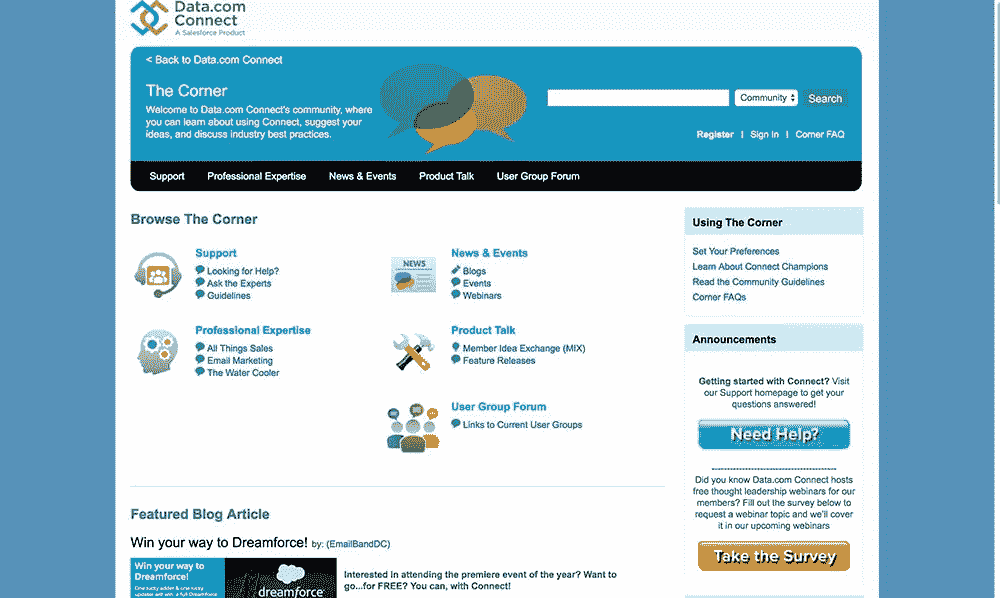 Data.com
Connect
A Salesforce Product
< Back to Data.com Connect
The Corner
Welcome to Data.com Connect's community, where
you can learn about using Connect, suggest your
ideas, and discuss industry best practices.
Community
Search
Register | Sign In | Corner FAQ
Support
Professional Expertise
News & Events
Product Talk
User Group Forum
Browse The Corner
Support
Looking for Help?
Ask the Experts
Guidelines
NEWS
News & Events
Blogs
Events
Webinars
Professional Expertise
All Things Sales
Email Marketing
The Water Cooler
Product Talk
Member Idea Exchange (MIX)
Feature Releases
User Group Forum
Links to Current User Groups
Featured Blog Article
Win your way to Dreamforce! by: (EmailBandDC)
Win your way to
Dreamforce!
dreamforce
Interested in attending the premiere event of the year? Want to
go...for FREE? You can, with Connect!
Using The Corner
Set Your Preferences
Learn About Connect Champions
Read the Community Guidelines
Corner FAQs
Announcements
Getting started with Connect? Visit
our Support homepage to get your
questions answered!
Need Help?
Did you know Data.com Connect hosts
free thought leadership webinars for our
members? Fill out the survey below to
request a webinar topic and we'll cover
it in our upcoming webinars
Take the Survey